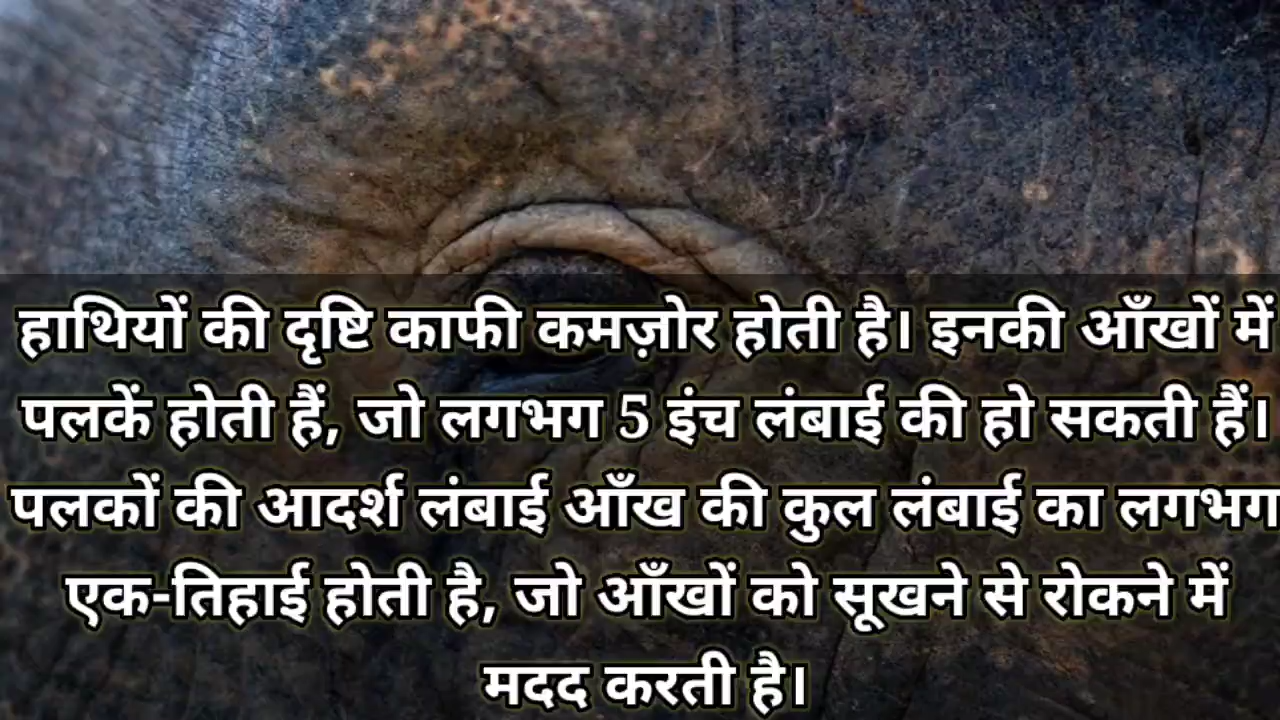 हाथियों की दृष्टि काफी कमज़ोर होती है। इनकी आँखों में
पलकें होती हैं, जो लगभग 5 इंच लंबाई की हो सकती हैं।
पलकों की आदर्श लंबाई आँख की कुल लंबाई का लगभग
एक-तिहाई होती है, जो आँखों को सूखने से रोकने में
मदद करती है।